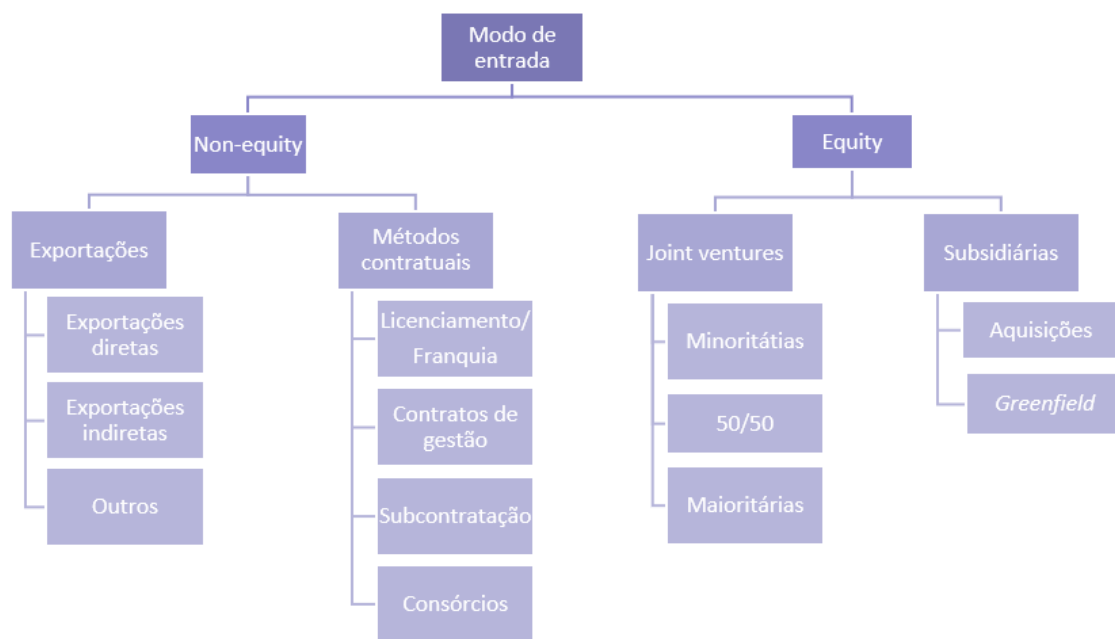 Modo de
entrada
Non-equity
Equity
Exportações
Métodos
contratuais
Joint ventures
Subsidiárias
Exportações
diretas
Exportações
indiretas
Outros
Licenciamento/
Franquia
Contratos de
gestão
Subcontratação
Consórcios
Minoritátias
50/50
Maioritárias
Aquisições
Greenfield